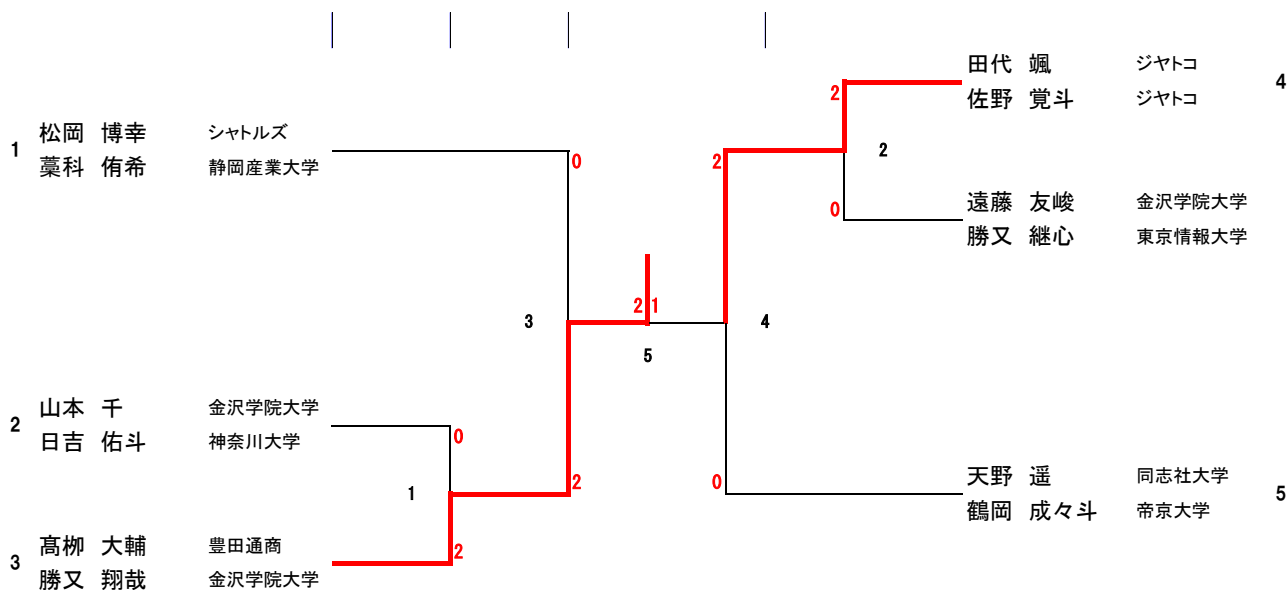 1
松岡 博幸 シャトルズ
藁科 侑希 静岡産業大学
0
3
2
山本 千 金沢学院大学
日吉 佑斗 神奈川大学
0
1
2
2
3
髙栁 大輔 豊田通商
勝又 翔哉 金沢学院大学
2 1
5
田代 颯 ジヤトコ
佐野 覚斗 ジヤトコ
4
2
2
2
0
遠藤 友峻 金沢学院大学
勝又 継心 東京情報大学
4
0
天野 遥 同志社大学
鶴岡 成々斗 帝京大学
5